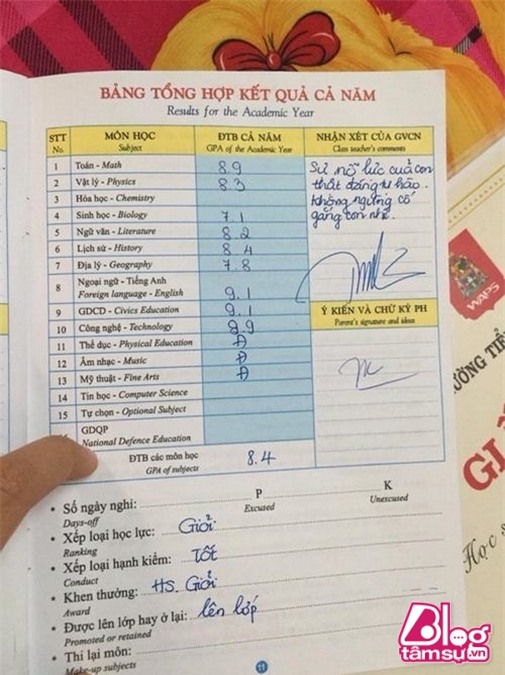 BẢNG TỔNG HỢP KẾT QUẢ CẢ NĂM
Results for the Academic Year
STT No. MÔN HỌC Subject ĐTB CẢ NĂM GPA of the Academic Year NHẬN XÉT CỦA GVCN Class teacher's comments
1 Toán - Math 8.9
2 Vật lý - Physics 8.3
3 Hóa học - Chemistry
4 Sinh học - Biology 7.1
5 Ngữ văn - Literature 8.2
6 Lịch sử - History 8.4
7 Địa lý - Geography 7.8
8 Ngoại ngữ - Tiếng Anh
Foreign language - English 9.1
9 GDCD - Civics Education 9.1
10 Công nghệ - Technology 8.9
11 Thể dục - Physical Education Đ
12 Âm nhạc - Music Đ
13 Mỹ thuật - Fine Arts Đ
14 Tin học - Computer Science
15 Tự chọn - Optional Subject
GDQP
National Defence Education
ĐTB các môn học
GPA of subjects 8.4
Sự nỗ lực của con
thật đáng tự hào.
Không ngừng cố
gắng con nhé.
Ý KIẾN VÀ CHỮ KÝ PH
Parent's signature and ideas
• Số ngày nghỉ: P K
Days-off Excused Unexcused
• Xếp loại học lực: Giỏi
Ranking
• Xếp loại hạnh kiểm: Tốt
Conduct
• Khen thưởng: HS. Giỏi
Award
• Được lên lớp hay ở lại: lên lớp
Promoted or retained
• Thi lại môn:
Make-up subjects
11
WAPS
ƯỜNG TIỂ
GI
Học s
Blog
tâmsự.vn